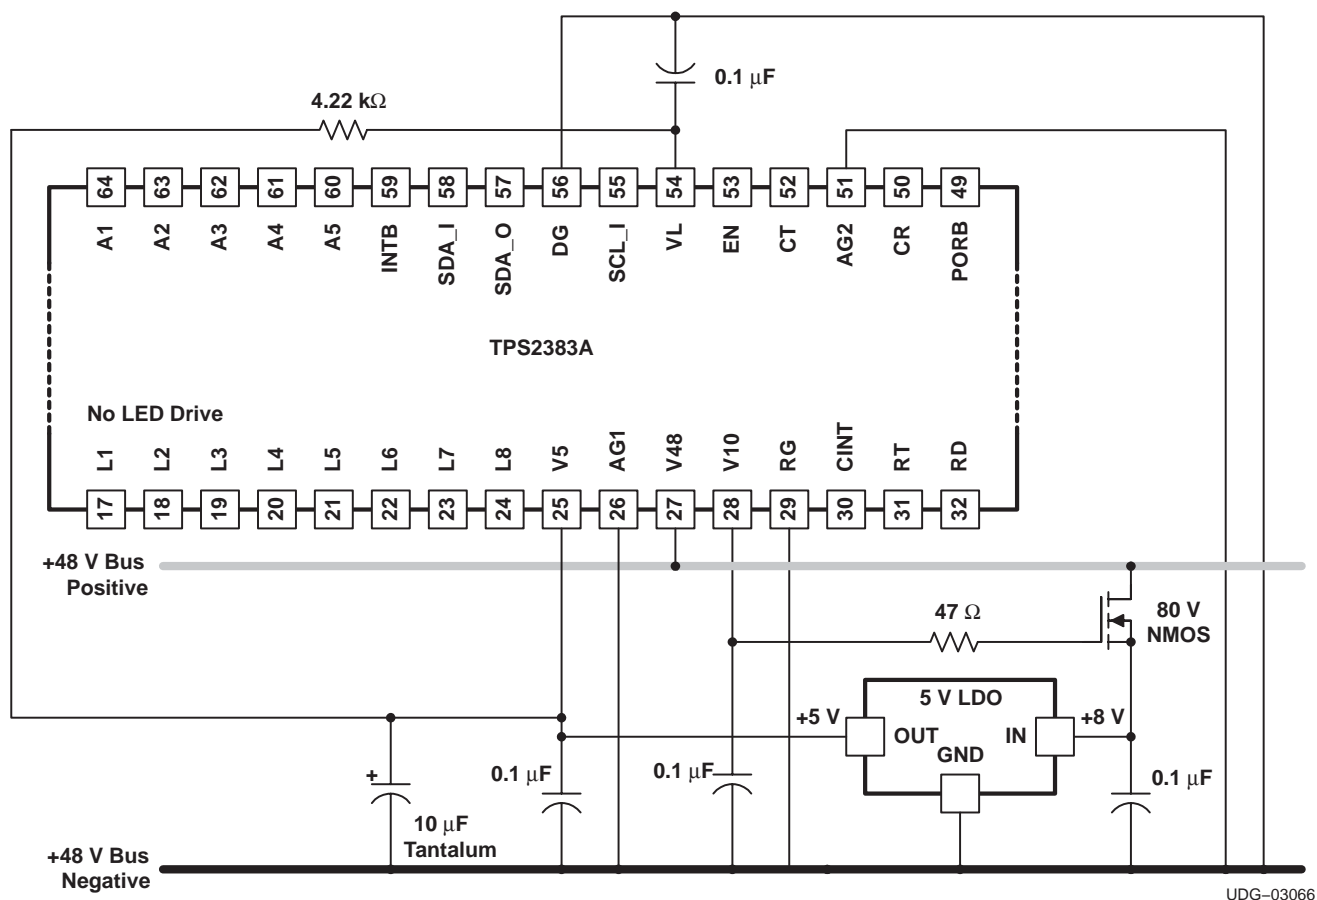 0.1 μF
4.22 kΩ
64 63 62 61 60 59 58 57 56 55 54 53 52 51 50 49
A1 A2 A3 A4 A5 INTB SDA_I SDA_O DG SCL_I VL EN CT AG2 CR PORB
TPS2383A
No LED Drive
L1 L2 L3 L4 L5 L6 L7 L8 V5 AG1 V48 V10 RG CINT RT RD
17 18 19 20 21 22 23 24 25 26 27 28 29 30 31 32
+48 V Bus
Positive
47 Ω
80 V
NMOS
5 V LDO
+5 V
+8 V
OUT
IN
GND
+
0.1 μF
0.1 μF
0.1 μF
10 μF
Tantalum
+48 V Bus
Negative
UDG–03066